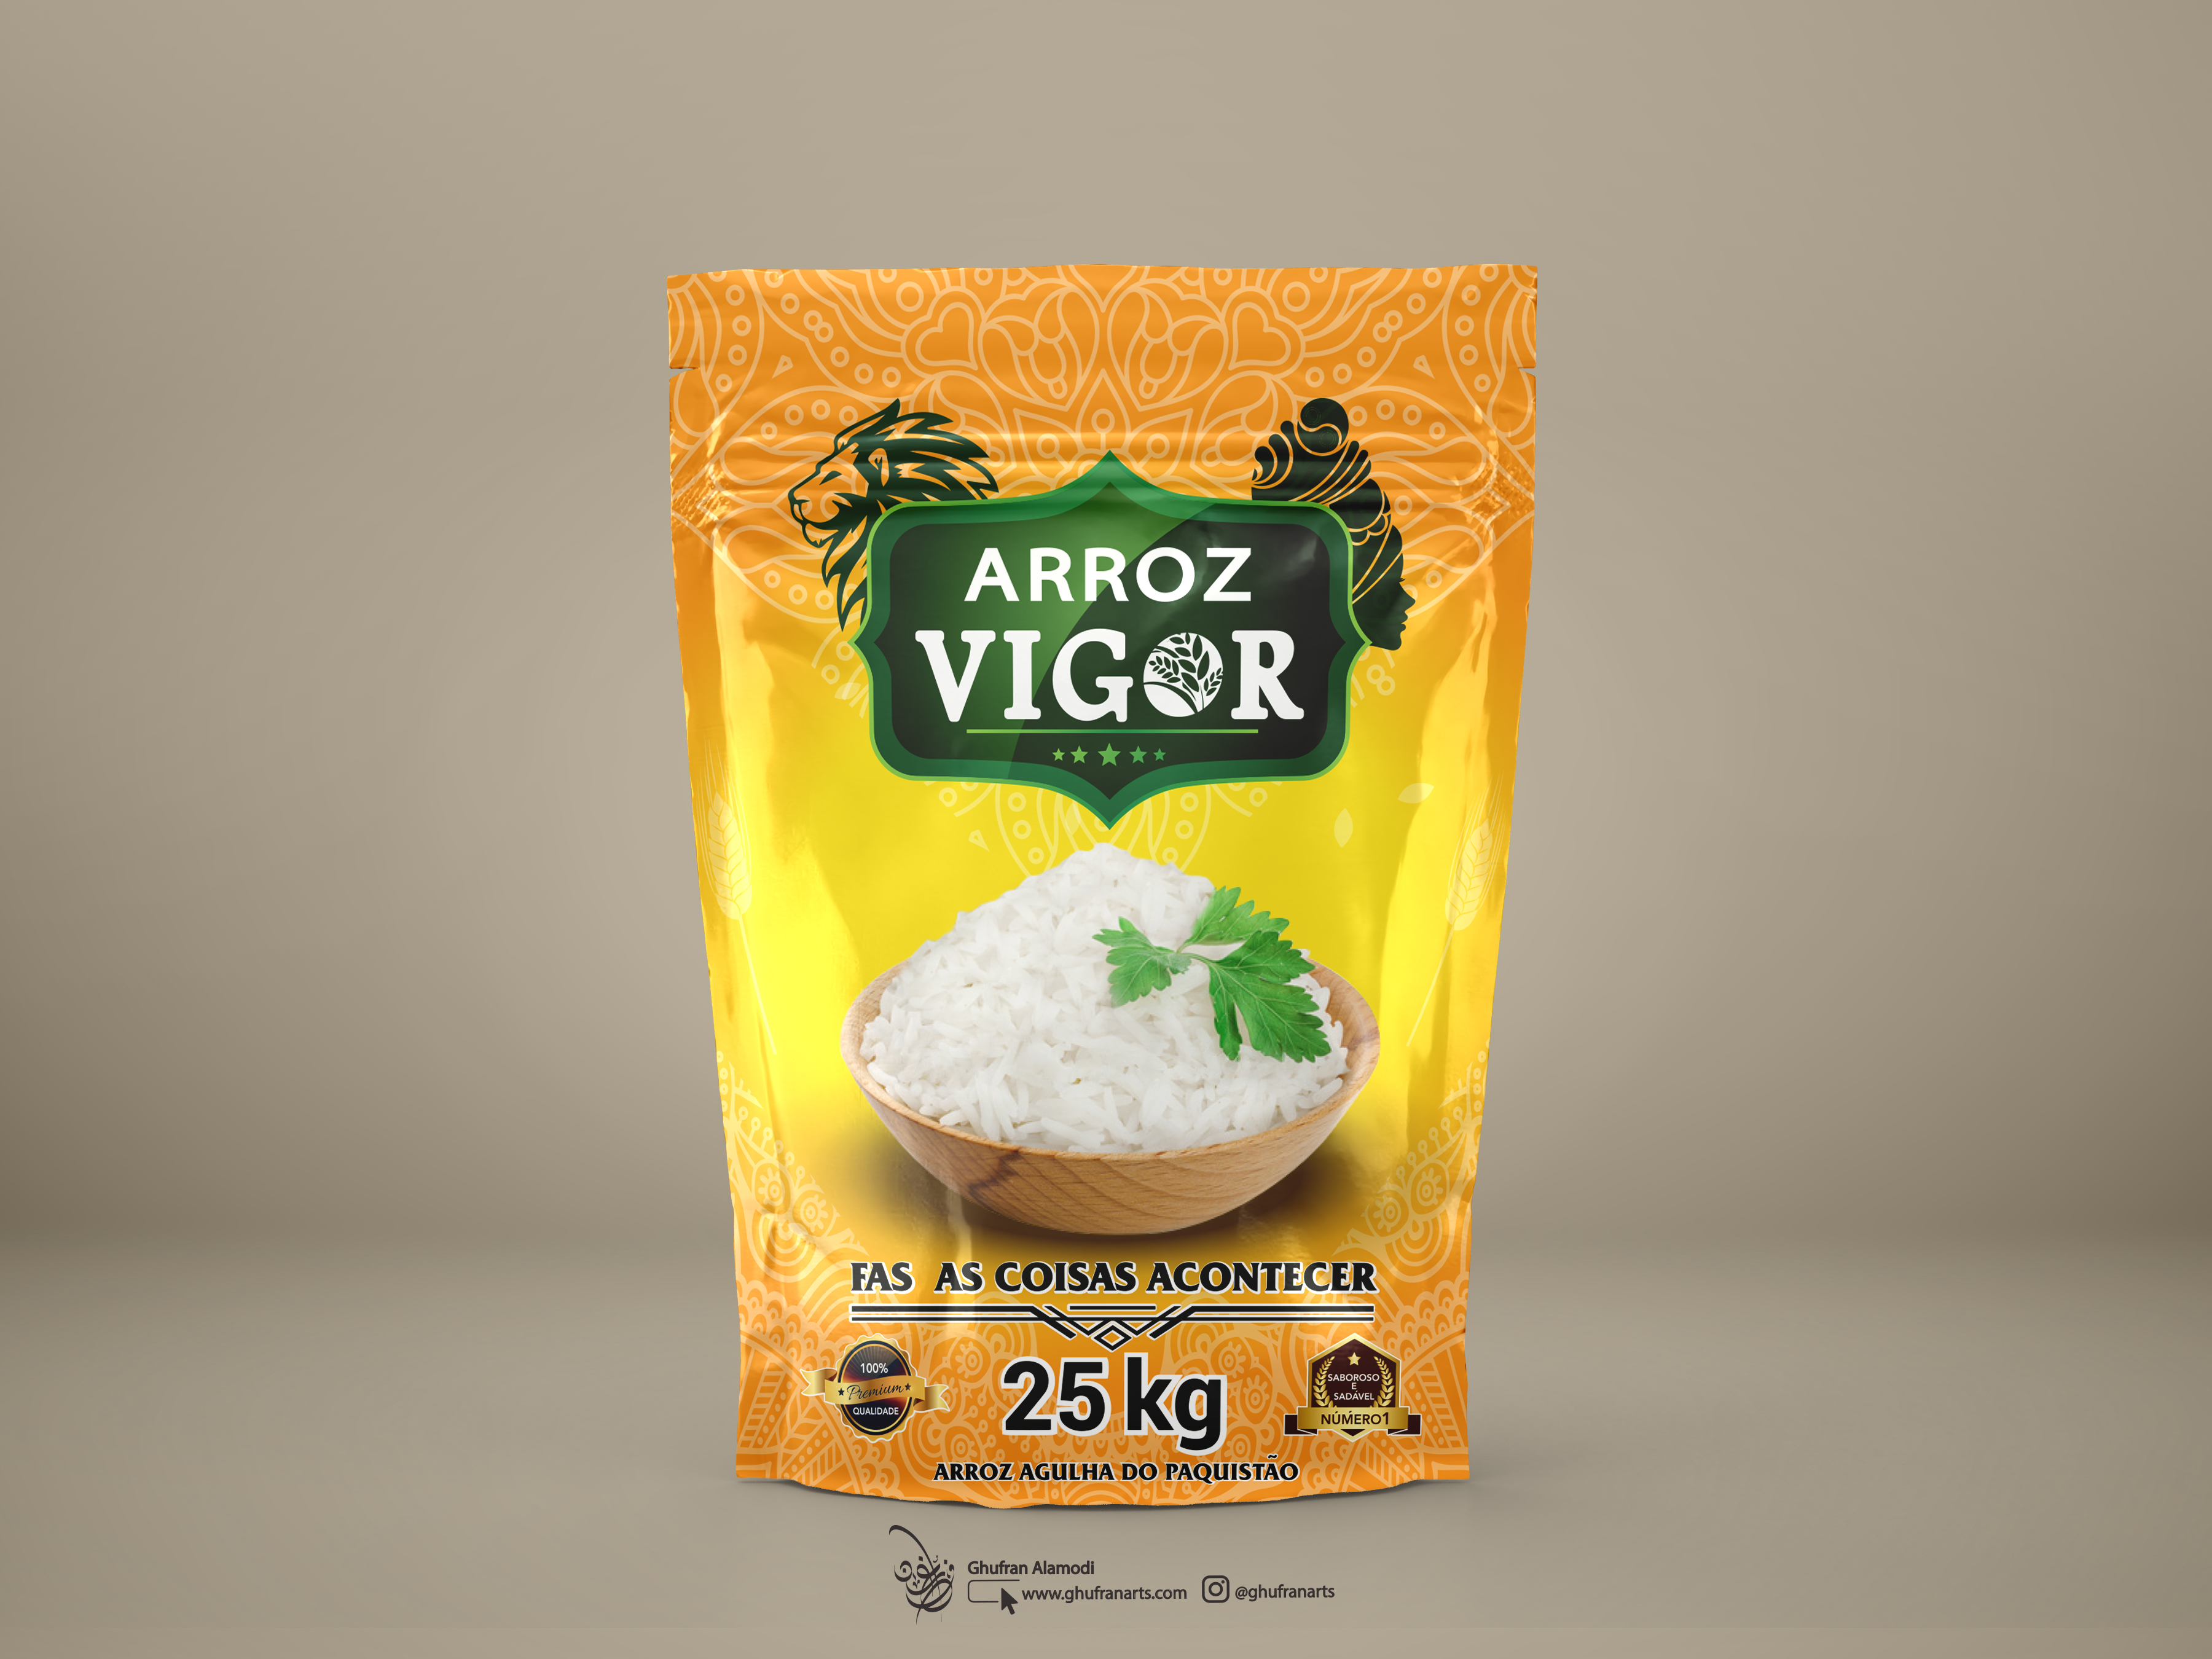 ARROZ
VIGOR
FAS AS COISAS ACONTECER
100%
Premium
QUALIDADE
25 kg
SABOROSO
E
SADÁVEL
NÚMERO1
ARROZ AGULHA DO PAQUISTÃO
Ghufran Alamodi
www.ghufranarts.com @ghufranarts